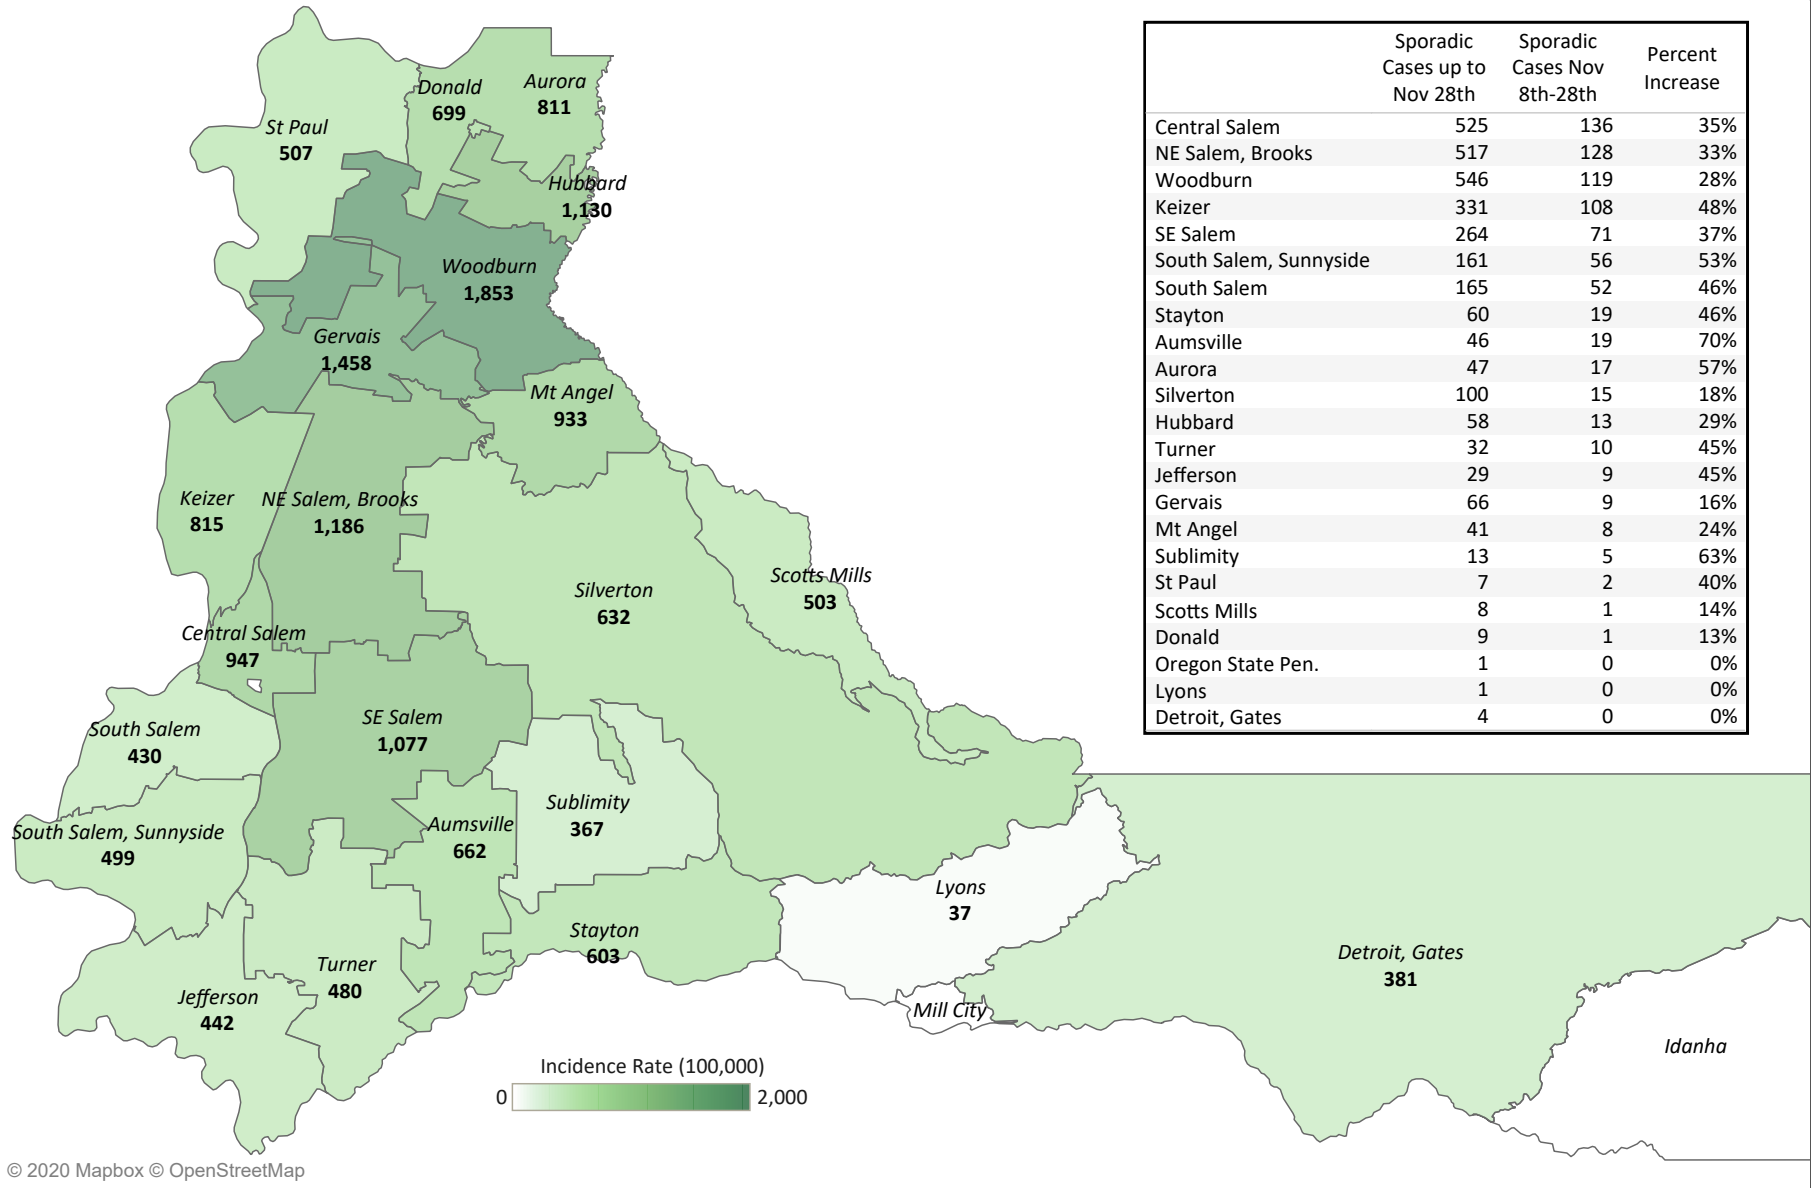 Donald
699
Aurora
811
St Paul
507
Hubbard
1,130
Woodburn
1,853
Gervais
1,458
Mt Angel
933
Keizer
815
NE Salem, Brooks
1,186
Silverton
632
Scotts Mills
503
Central Salem
947
South Salem
430
SE Salem
1,077
South Salem, Sunnyside
499
Aumsville
662
Sublimity
367
Lyons
37
Stayton
603
Turner
480
Jefferson
442
Mill City
Detroit, Gates
381
Idanha
Incidence Rate (100,000)
0 2,000
© 2020 Mapbox © OpenStreetMap
Sporadic Cases up to Nov 28th | Sporadic Cases Nov 8th-28th | Percent Increase
Central Salem 525 136 35%
NE Salem, Brooks 517 128 33%
Woodburn 546 119 28%
Keizer 331 108 48%
SE Salem 264 71 37%
South Salem, Sunnyside 161 56 53%
South Salem 165 52 46%
Stayton 60 19 46%
Aumsville 46 19 70%
Aurora 47 17 57%
Silverton 100 15 18%
Hubbard 58 13 29%
Turner 32 10 45%
Jefferson 29 9 45%
Gervais 66 9 16%
Mt Angel 41 8 24%
Sublimity 13 5 63%
St Paul 7 2 40%
Scotts Mills 8 1 14%
Donald 9 1 13%
Oregon State Pen. 1 0 0%
Lyons 1 0 0%
Detroit, Gates 4 0 0%